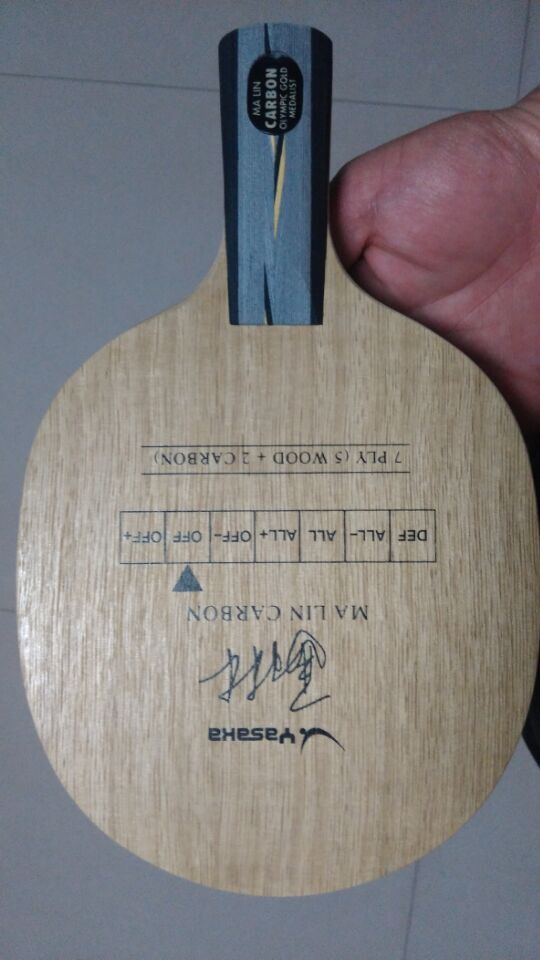 MA LIN
CARBON
OLYMPIC GOLD
MEDALIST
Yasaka
MA LIN CARBON
DEF ALL- ALL ALL+ OFF- OFF OFF+
7 PLY (5 WOOD + 2 CARBON)